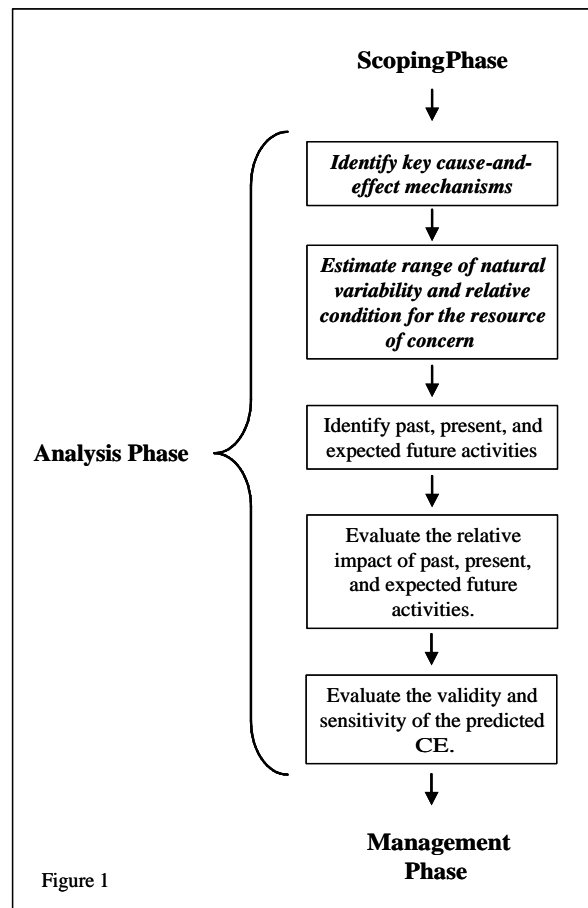 ScopingPhase
Identify key cause-and-
effect mechanisms
Estimate range of natural
variability and relative
condition for the resource
of concern
Identify past, present, and
expected future activities
Analysis Phase
Evaluate the relative
impact of past, present,
and expected future
activities.
Evaluate the validity and
sensitivity of the predicted
CE.
Management
Phase
Figure 1